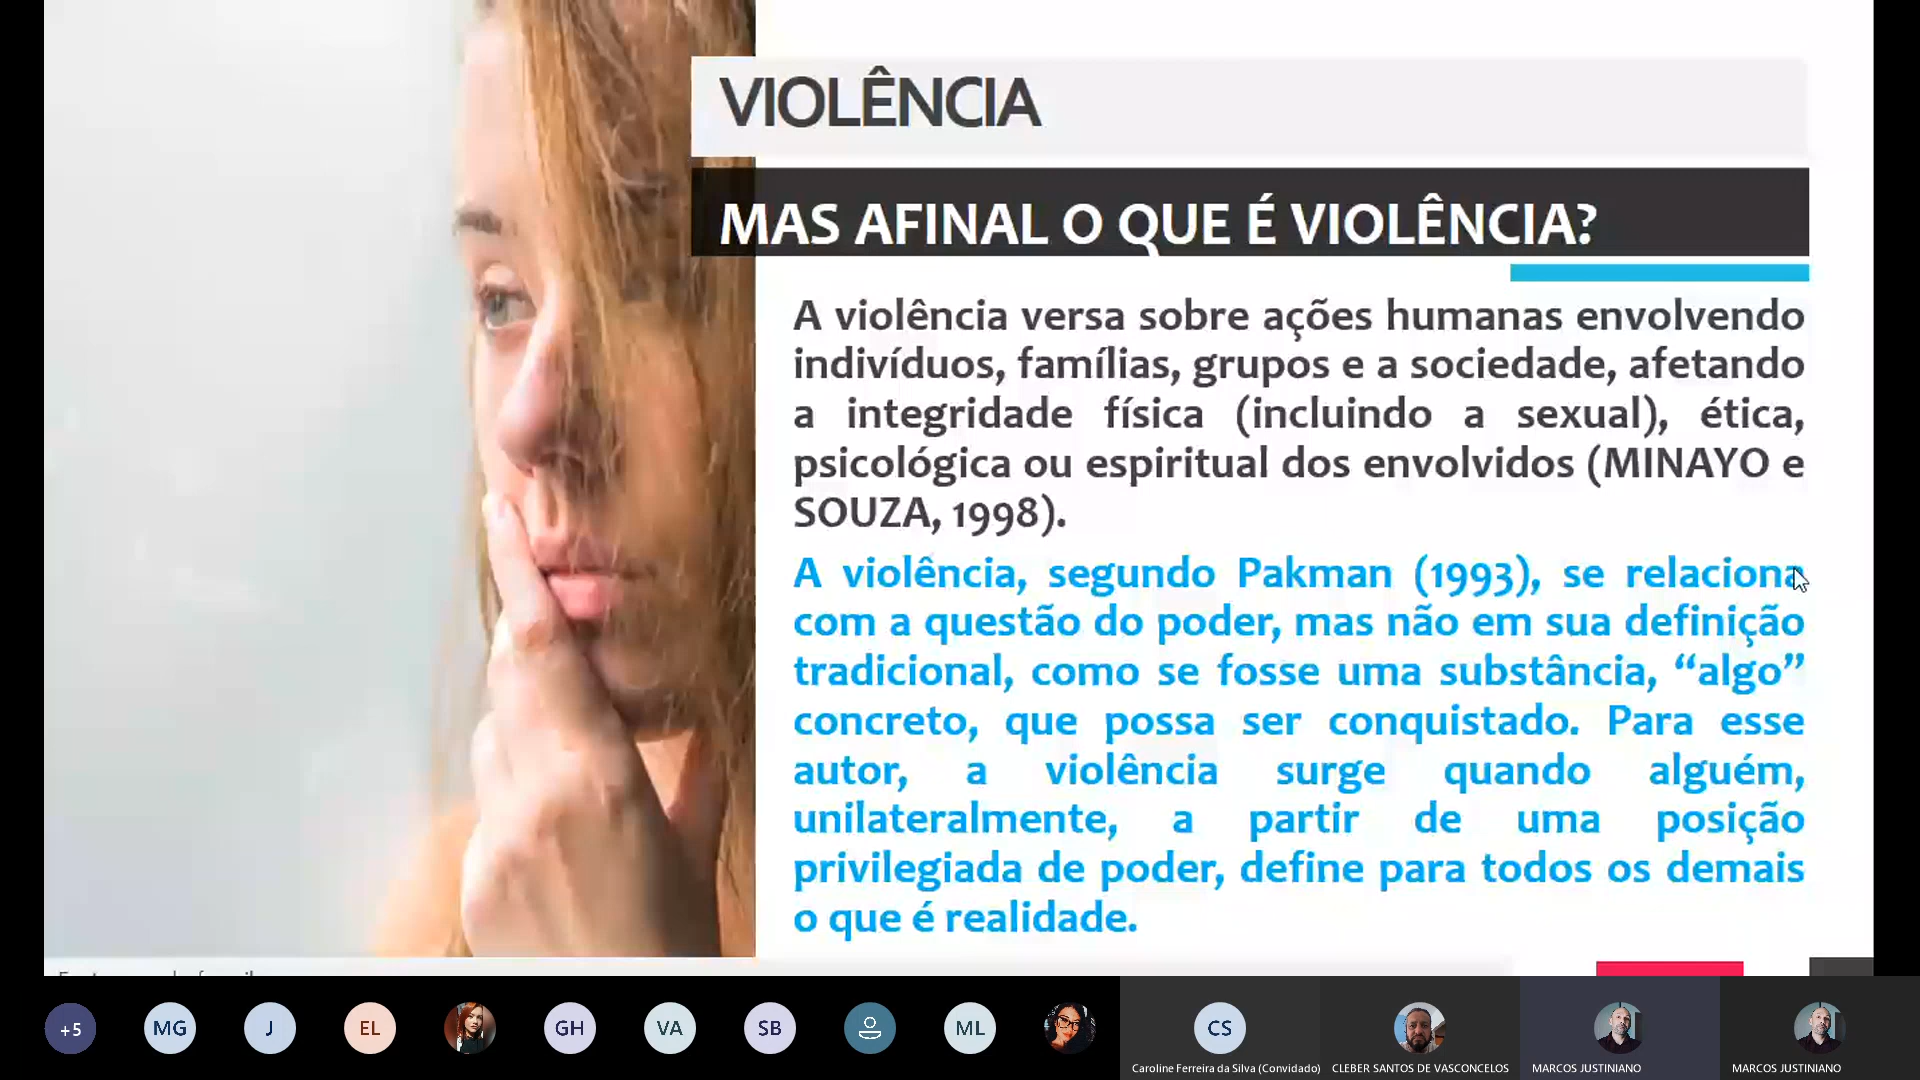 VIOLÊNCIA
MAS AFINAL O QUE É VIOLÊNCIA?
A violência versa sobre ações humanas envolvendo
indivíduos, famílias, grupos e a sociedade, afetando
a integridade física (incluindo a sexual), ética,
psicológica ou espiritual dos envolvidos (MINAYO e
SOUZA, 1998).
A violência, segundo Pakman (1993), se relaciona
com a questão do poder, mas não em sua definição
tradicional, como se fosse uma substância, “algo”
concreto, que possa ser conquistado. Para esse
autor, a violência surge quando alguém,
unilateralmente, a partir de uma posição
privilegiada de poder, define para todos os demais
o que é realidade.
+5 MG J EL GH VA SB ML CS
Caroline Ferreira da Silva (Convidado) CLEBER SANTOS DE VASCONCELOS MARCOS JUSTINIANO MARCOS JUSTINIANO